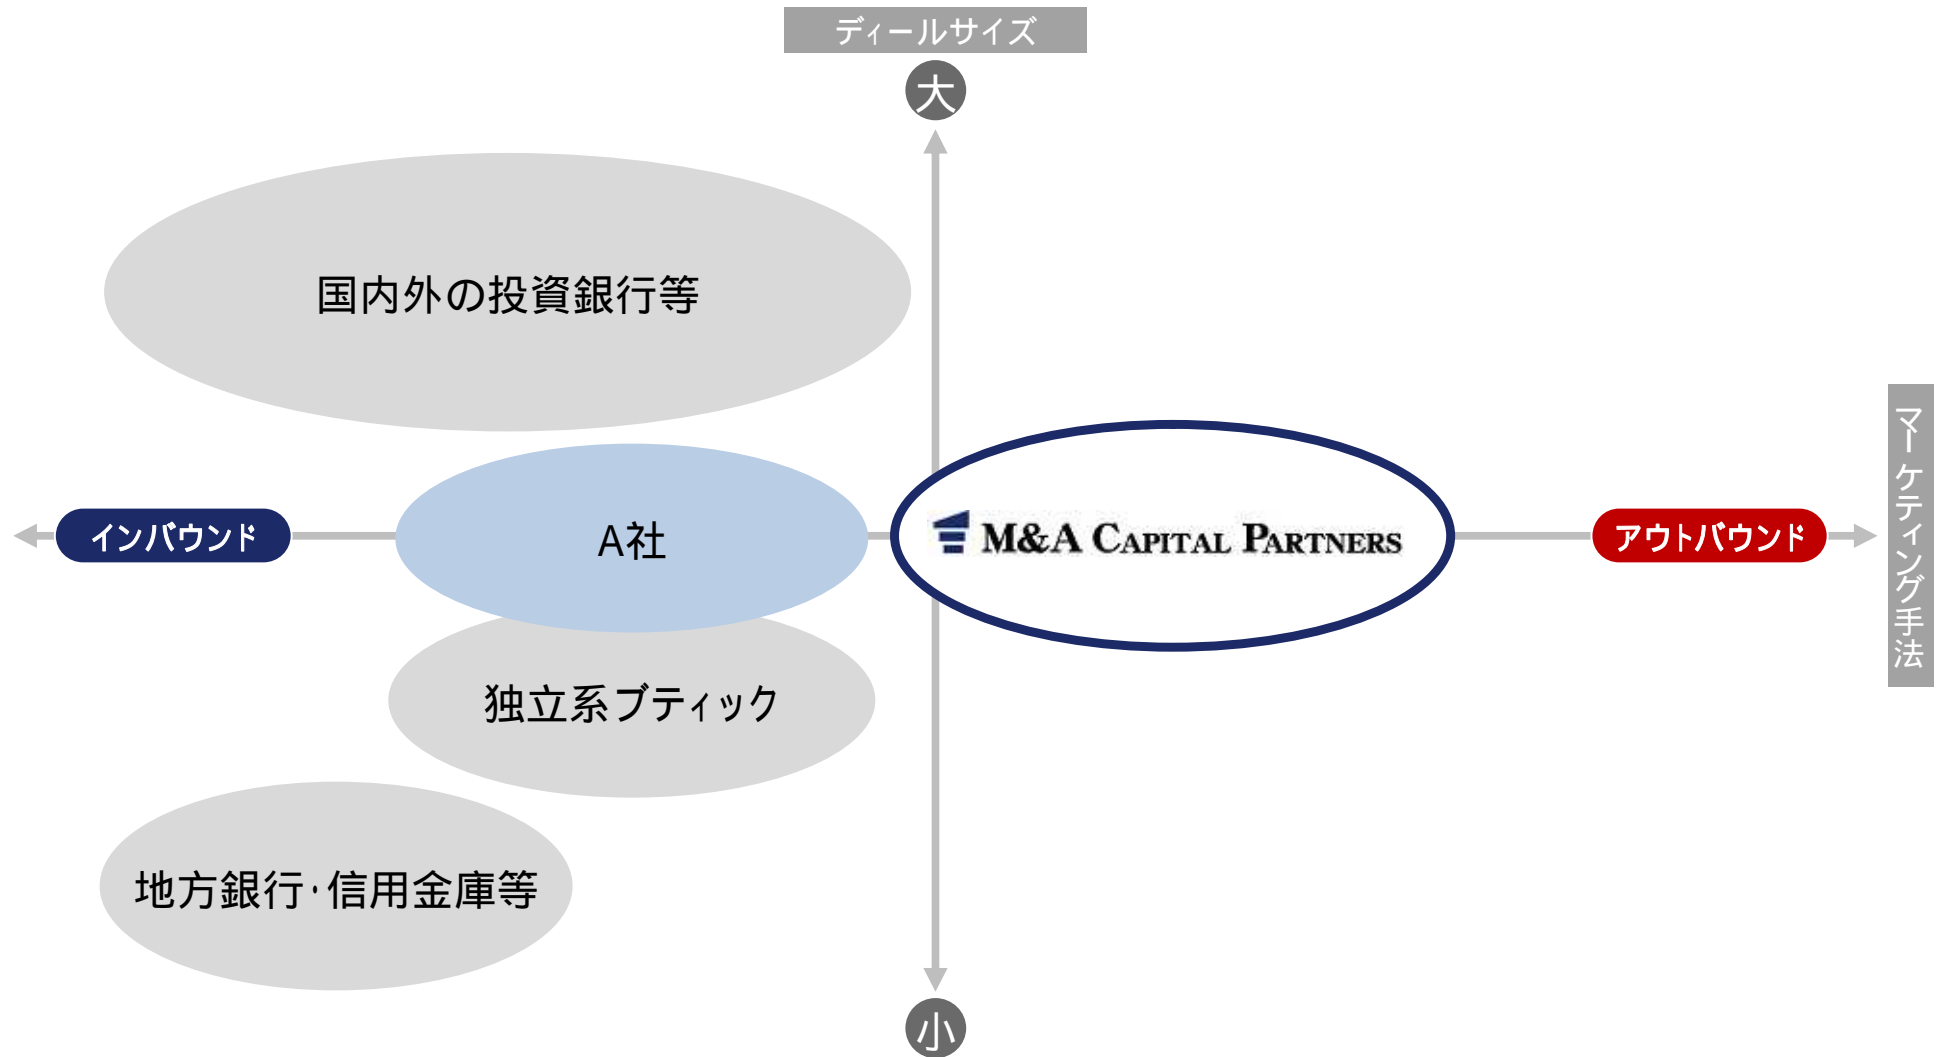 ディールサイズ
大
国内外の投資銀行等
マーケティング手法
インバウンド
A社
M&A CAPITAL PARTNERS
アウトバウンド
独立系ブティック
地方銀行・信用金庫等
小